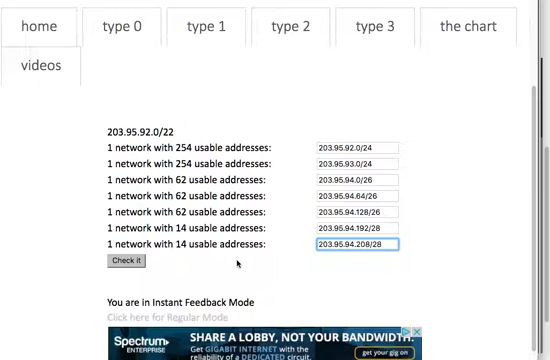 home
type 0
type 1
type 2
type 3
the chart
videos
203.95.92.0/22
1 network with 254 usable addresses: 203.95.92.0/24
1 network with 254 usable addresses: 203.95.93.0/24
1 network with 62 usable addresses: 203.95.94.0/26
1 network with 62 usable addresses: 203.95.94.64/26
1 network with 62 usable addresses: 203.95.94.128/26
1 network with 14 usable addresses: 203.95.94.192/28
1 network with 14 usable addresses: 203.95.94.208/28
Check it
You are in Instant Feedback Mode
Click here for Regular Mode
Spectrum
ENTERPRISE
SHARE A LOBBY, NOT YOUR BANDWIDTH.
Get GIGABIT INTERNET with the
reliability of a DEDICATED circuit.
get your gig on